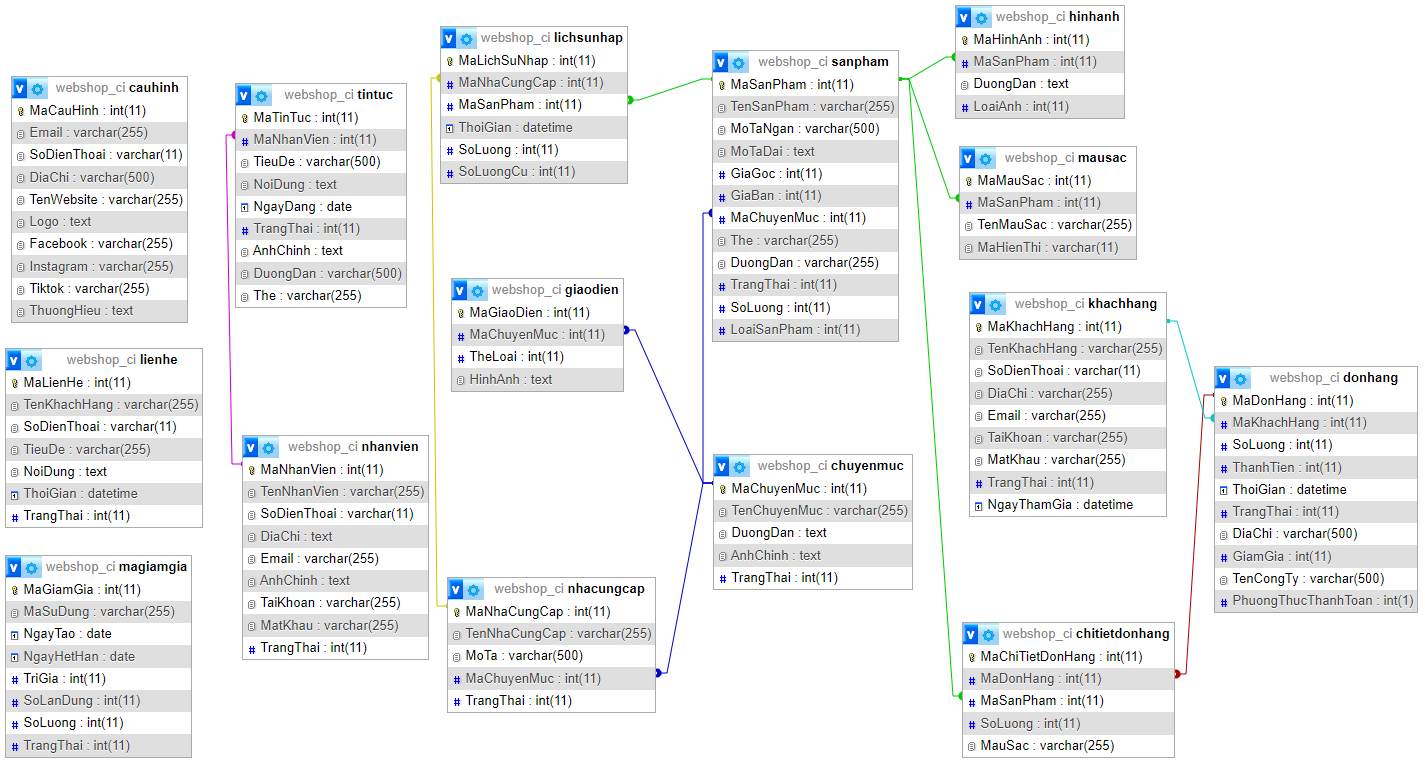 webshop_ci cauhinh
MaCauHinh : int(11)
Email : varchar(255)
SoDienThoai : varchar(11)
DiaChi : varchar(500)
TenWebsite : varchar(255)
Logo : text
Facebook : varchar(255)
Instagram : varchar(255)
Tiktok : varchar(255)
ThuongHieu : text
webshop_ci lienhe
MaLienHe : int(11)
TenKhachHang : varchar(255)
SoDienThoai : varchar(11)
TieuDe : varchar(255)
NoiDung : text
ThoiGian : datetime
TrangThai : int(11)
webshop_ci magiamgia
MaGiamGia : int(11)
MaSuDung : varchar(255)
NgayTao : date
NgayHetHan : date
TriGia : int(11)
SoLanDung : int(11)
SoLuong : int(11)
TrangThai : int(11)
webshop_ci tintuc
MaTinTuc : int(11)
MaNhanVien : int(11)
TieuDe : varchar(500)
NoiDung : text
NgayDang : date
TrangThai : int(11)
AnhChinh : text
DuongDan : varchar(500)
The : varchar(255)
webshop_ci nhanvien
MaNhanVien : int(11)
TenNhanVien : varchar(255)
SoDienThoai : varchar(11)
DiaChi : text
Email : varchar(255)
AnhChinh : text
TaiKhoan : varchar(255)
MatKhau : varchar(255)
TrangThai : int(11)
webshop_ci lichsunhap
MaLichSuNhap : int(11)
MaNhaCungCap : int(11)
MaSanPham : int(11)
ThoiGian : datetime
SoLuong : int(11)
SoLuongCu : int(11)
webshop_ci giaodien
MaGiaoDien : int(11)
MaChuyenMuc : int(11)
TheLoai : int(11)
HinhAnh : text
webshop_ci nhacungcap
MaNhaCungCap : int(11)
TenNhaCungCap : varchar(255)
MoTa : varchar(500)
MaChuyenMuc : int(11)
TrangThai : int(11)
webshop_ci sanpham
MaSanPham : int(11)
TenSanPham : varchar(255)
MoTaNgan : varchar(500)
MoTaDai : text
GiaGoc : int(11)
GiaBan : int(11)
MaChuyenMuc : int(11)
The : varchar(255)
DuongDan : varchar(255)
TrangThai : int(11)
SoLuong : int(11)
LoaiSanPham : int(11)
webshop_ci chuyenmuc
MaChuyenMuc : int(11)
TenChuyenMuc : varchar(255)
DuongDan : text
AnhChinh : text
TrangThai : int(11)
webshop_ci hinhanh
MaHinhAnh : int(11)
MaSanPham : int(11)
DuongDan : text
LoaiAnh : int(11)
webshop_ci mausac
MaMauSac : int(11)
MaSanPham : int(11)
TenMauSac : varchar(255)
MaHienThi : varchar(11)
webshop_ci khachhang
MaKhachHang : int(11)
TenKhachHang : varchar(255)
SoDienThoai : varchar(11)
DiaChi : varchar(255)
Email : varchar(255)
TaiKhoan : varchar(255)
MatKhau : varchar(255)
TrangThai : int(11)
NgayThamGia : datetime
webshop_ci chitietdonhang
MaChiTietDonHang : int(11)
MaDonHang : int(11)
MaSanPham : int(11)
SoLuong : int(11)
MauSac : varchar(255)
webshop_ci donhang
MaDonHang : int(11)
MaKhachHang : int(11)
SoLuong : int(11)
ThanhTien : int(11)
ThoiGian : datetime
TrangThai : int(11)
DiaChi : varchar(500)
GiamGia : int(11)
TenCongTy : varchar(500)
PhuongThucThanhToan : int(1)